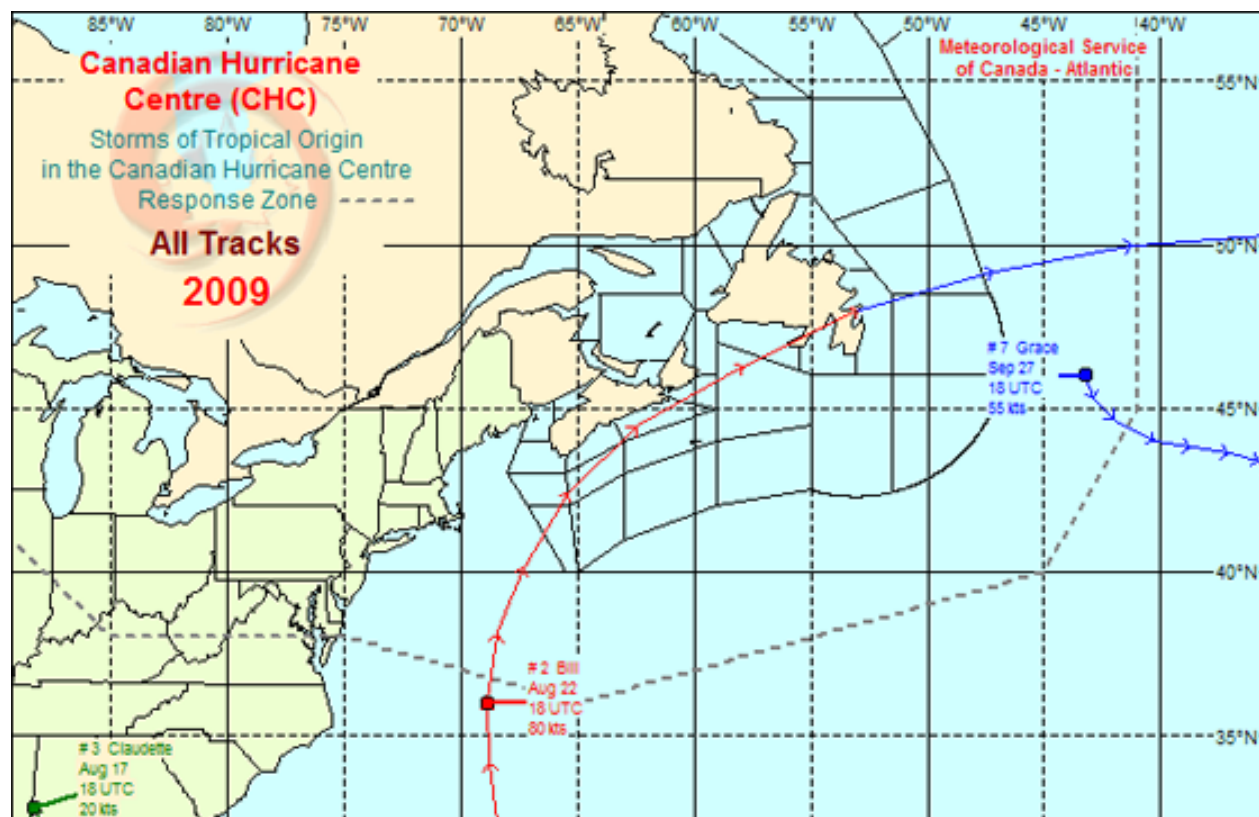 85°W 80°W 75°W 70°W 65°W 60°W 55°W 50°W 45°W 40°W
Canadian Hurricane
Centre (CHC)
Storms of Tropical Origin
in the Canadian Hurricane Centre
Response Zone
All Tracks
2009
Meteorological Service
of Canada - Atlantic
55°N
50°N
# 7 Grace
Sep 27
18 UTC
55 kts
45°N
40°N
# 2 Bill
Aug 22
18 UTC
80 kts
35°N
# 3 Claudette
Aug 17
18 UTC
20 kts